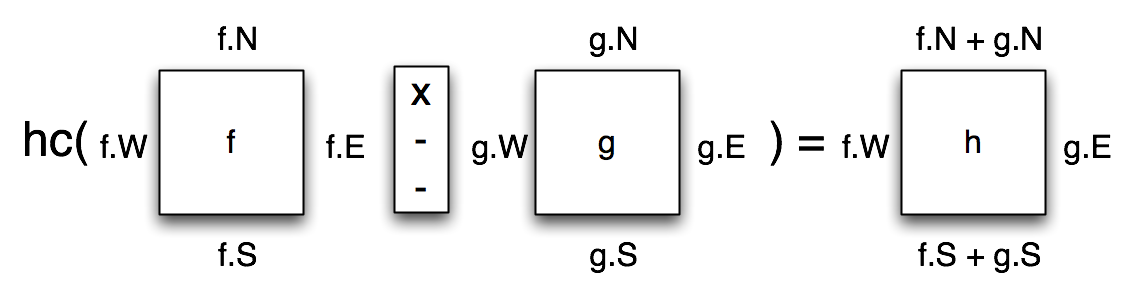 f.N g.N f.N + g.N
x
hc( f.W f f.E - g.W g g.E ) = f.W h g.E
-
f.S g.S f.S + g.S